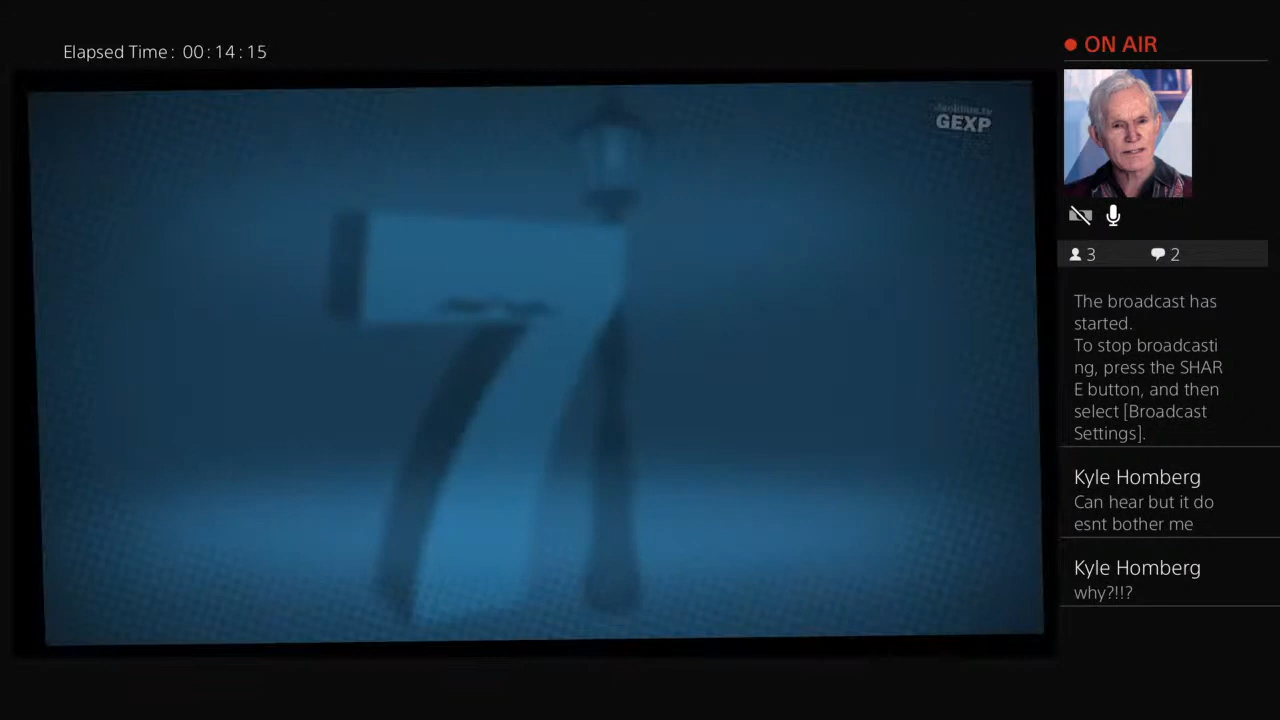 Elapsed Time: 00:14:15
ON AIR
GEXP
7
3
2
The broadcast has
started.
To stop broadcasti
ng, press the SHAR
E button, and then
select [Broadcast
Settings].
Kyle Homberg
Can hear but it do
esnt bother me
Kyle Homberg
why?!!?